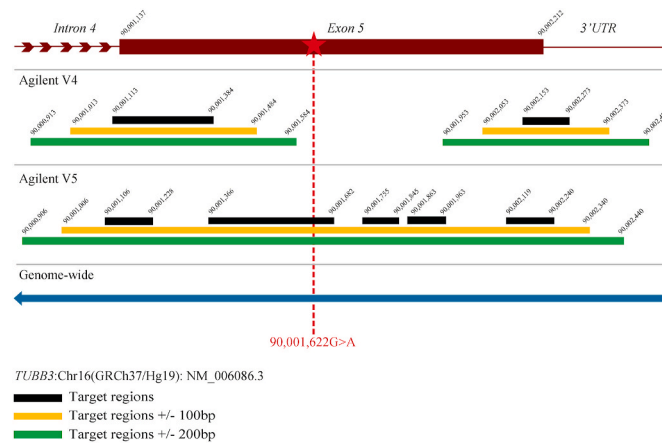 Intron 4 Exon 5 3'UTR
90,001,137 90,002,212
Agilent V4
90,000,913 90,001,013 90,001,113 90,001,384 90,001,484 90,001,584 90,001,953 90,002,053 90,002,153 90,002,273 90,002,373
Agilent V5
90,000,906 90,001,006 90,001,106 90,001,228 90,001,366 90,001,682 90,001,755 90,001,845 90,001,863 90,001,963 90,002,119 90,002,240 90,002,340 90,002,440
Genome-wide
90,001,622G>A
TUBB3:Chr16(GRCh37/Hg19): NM_006086.3
Target regions
Target regions +/- 100bp
Target regions +/- 200bp